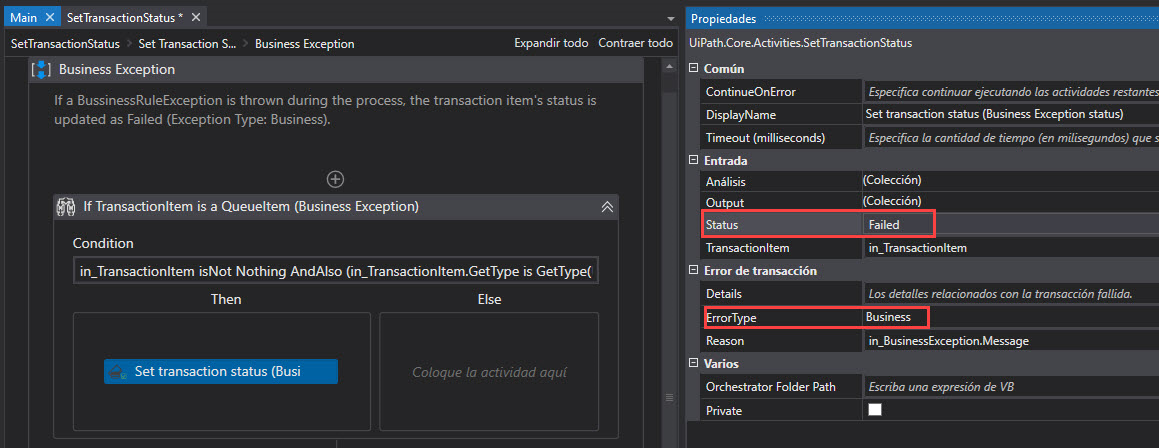 Main
SetTransactionStatus *
SetTransactionStatus > Set Transaction S... > Business Exception
Expandir todo Contraer todo
Business Exception
If a BussinessRuleException is thrown during the process, the transaction item's status is
updated as Failed (Exception Type: Business).
If TransactionItem is a QueueItem (Business Exception)
Condition
in_TransactionItem isNot Nothing AndAlso (in_TransactionItem.GetType is GetType(
Then Else
Set transaction status (Busi
Coloque la actividad aquí
Propiedades
UiPath.Core.Activities.SetTransactionStatus
Común
ContinueOnError Especifica continuar ejecutando las actividades restantes
DisplayName Set transaction status (Business Exception status)
Timeout (milliseconds) Especifica la cantidad de tiempo (en milisegundos) que s
Entrada
Análisis (Colección)
Output (Colección)
Status Failed
TransactionItem in_TransactionItem
Error de transacción
Details Los detalles relacionados con la transacción fallida.
ErrorType Business
Reason in_BusinessException.Message
Varios
Orchestrator Folder Path Escriba una expresión de VB
Private